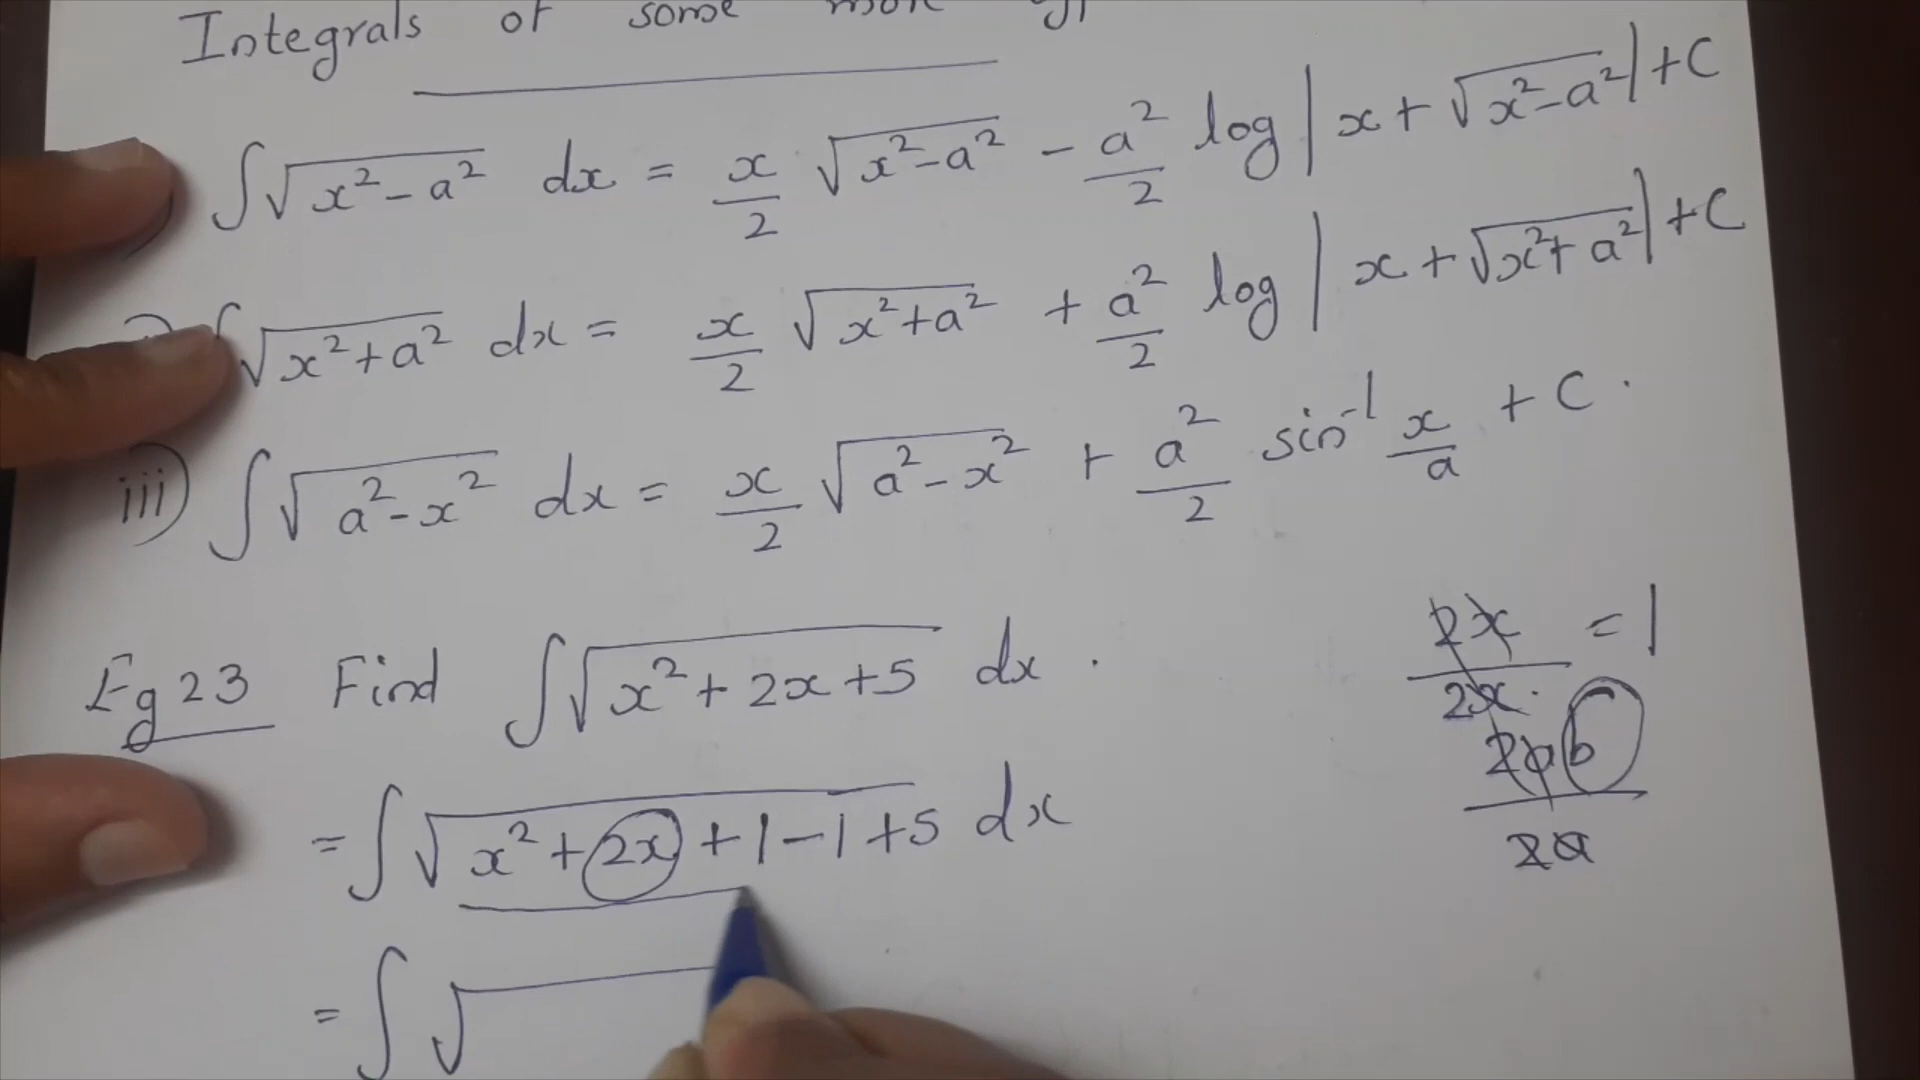 Integrals of some
∫√(x² - a²) dx = x/2 √(x² - a²) - a²/2 log | x + √(x² - a²) | + C
√(x² + a²) dx = x/2 √(x² + a²) + a²/2 log | x + √(x² + a²) | + C
iii) ∫√(a² - x²) dx = x/2 √(a² - x²) + a²/2 sin⁻¹ x/a + C .
Eg 23 Find ∫√(x² + 2x + 5) dx .
2x/2x. = 1
= ∫√(x² + 2x + 1 - 1 + 5) dx
2ab/2a
= ∫√